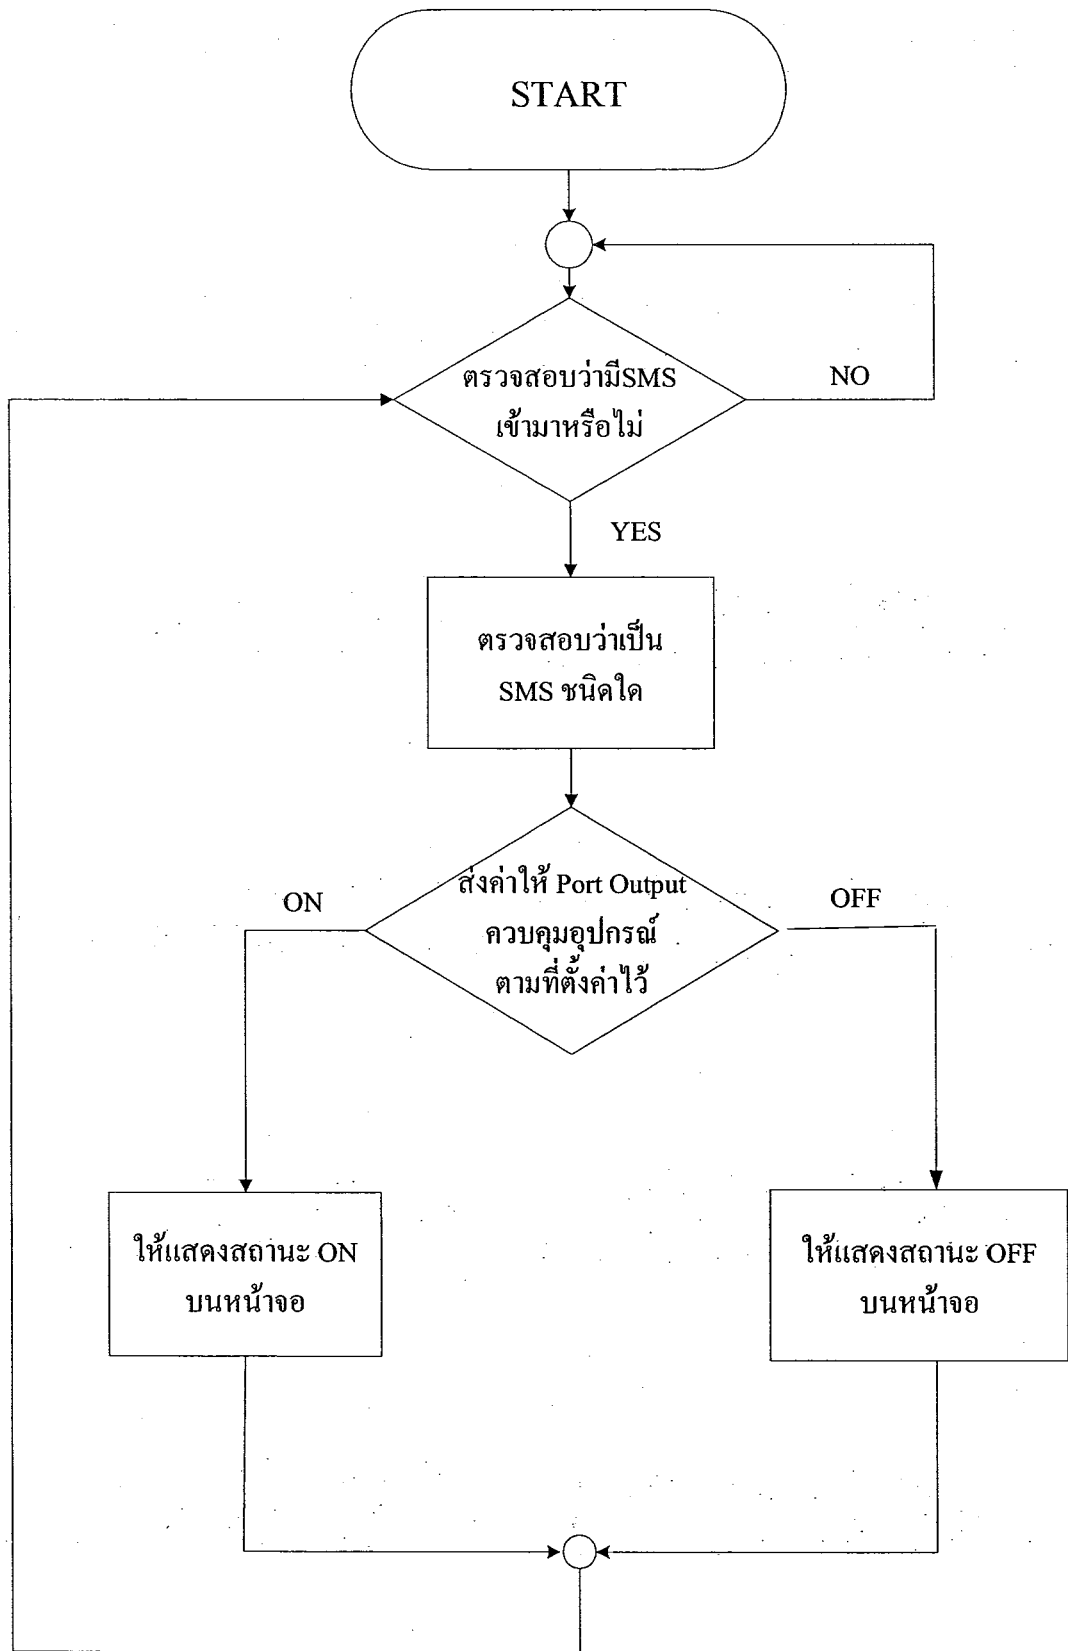 START
ตรวจสอบว่ามีSMS
เข้ามาหรือไม่
NO
YES
ตรวจสอบว่าเป็น
SMS ชนิดใด
ON
ส่งค่าให้ Port Output
ควบคุมอุปกรณ์
ตามที่ตั้งค่าไว้
OFF
ให้แสดงสถานะ ON
บนหน้าจอ
ให้แสดงสถานะ OFF
บนหน้าจอ